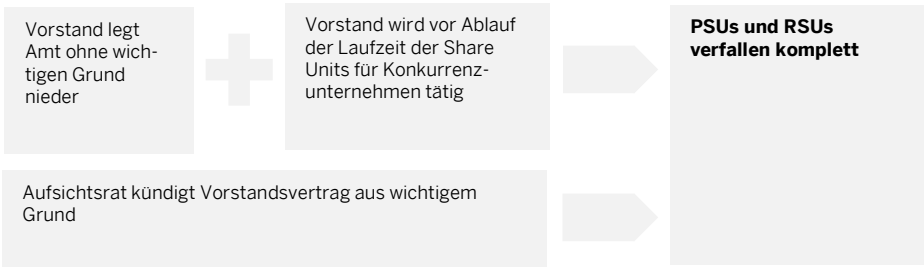 Vorstand legt
Amt ohne wich-
tigen Grund
nieder
Vorstand wird vor Ablauf
der Laufzeit der Share
Units für Konkurrenz-
unternehmen tätig
PSUs und RSUs
verfallen komplett
Aufsichtsrat kündigt Vorstandsvertrag aus wichtigem
Grund